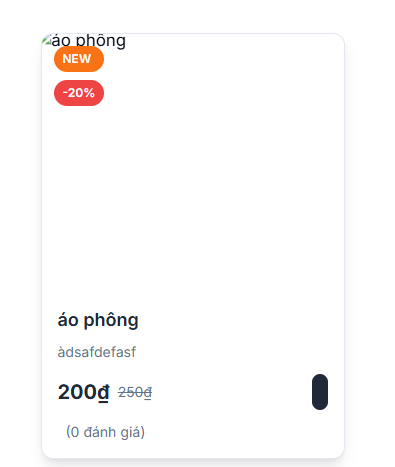 áo phông
NEW
-20%
áo phông
àdsafdefasf
200₫ 250₫
(0 đánh giá)